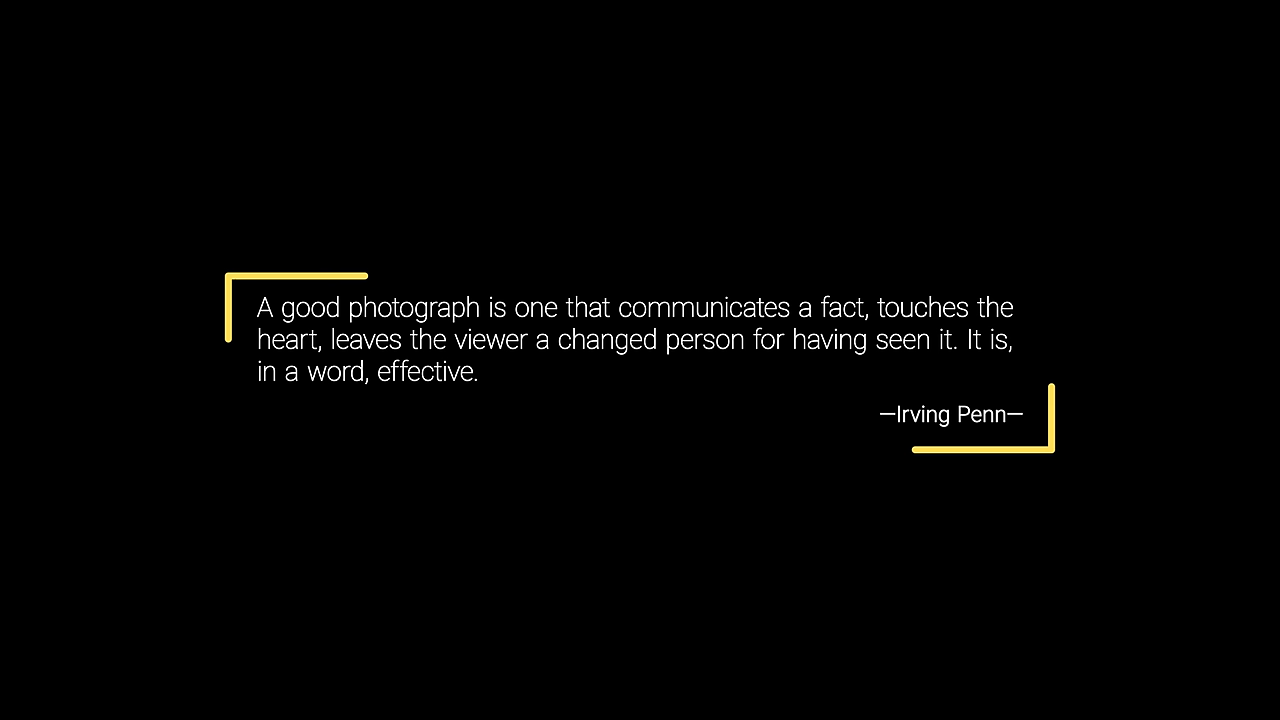 A good photograph is one that communicates a fact, touches the
heart, leaves the viewer a changed person for having seen it. It is,
in a word, effective.
—Irving Penn—